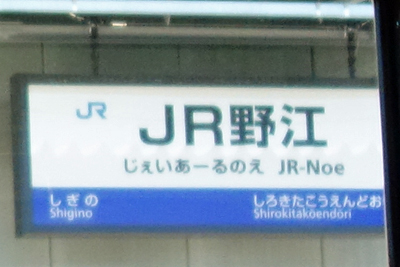 JR
JR野江
じぇいあーるのえ JR-Noe
しぎの しろきたこうえんどお
Shigino Shirokitakōendōri